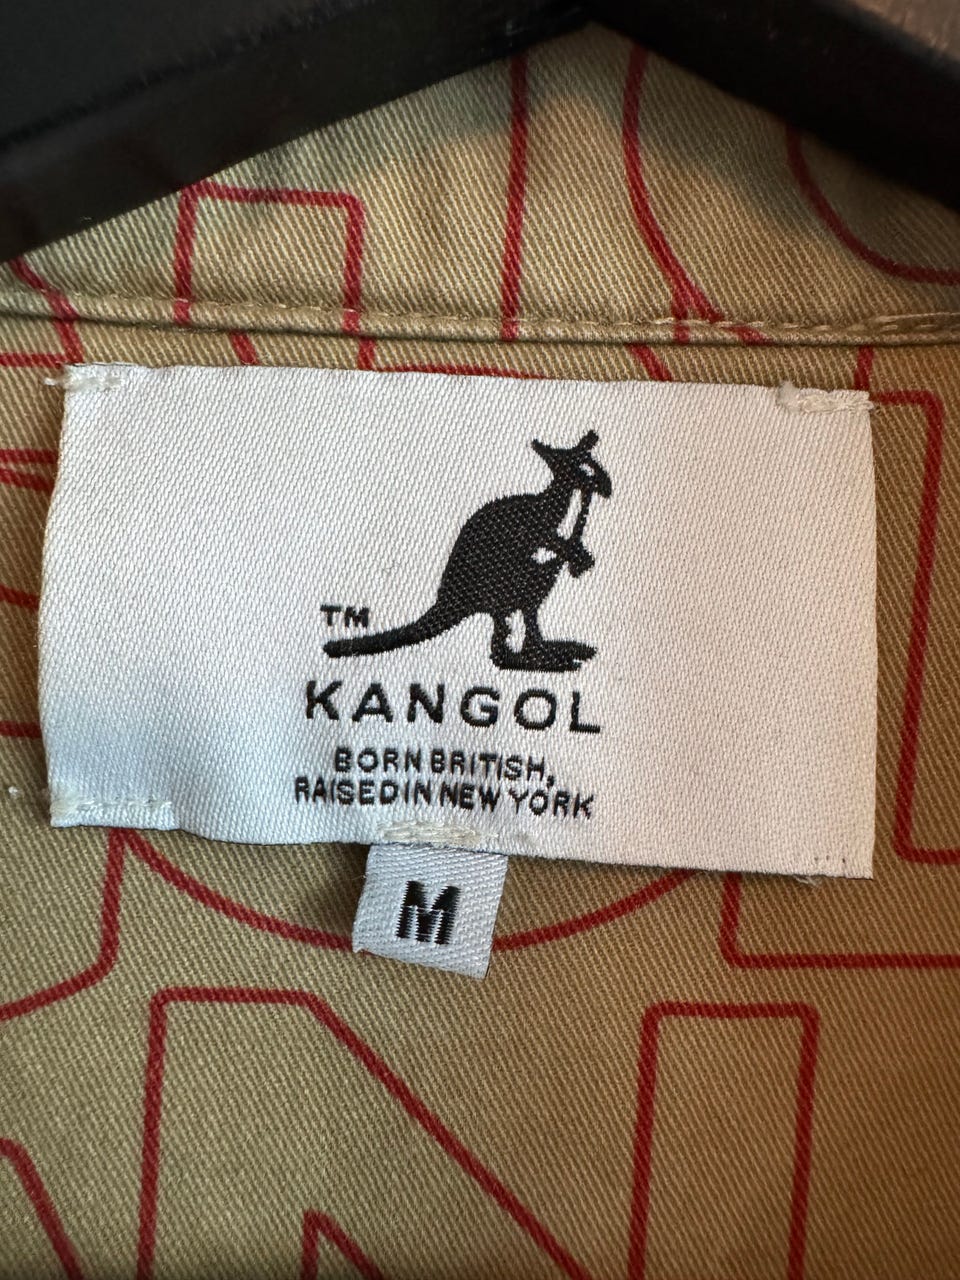 TM
KANGOL
BORN BRITISH,
RAISED IN NEW YORK
M